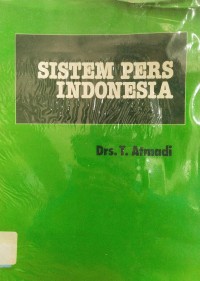 SISTEM PERS
INDONESIA
Drs. T. Atmadi